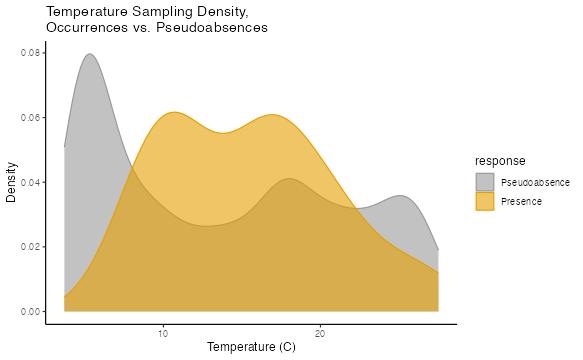 Temperature Sampling Density,
Occurrences vs. Pseudoabsences
0.08
0.06
0.04
0.02
0.00
Density
10
20
Temperature (C)
response
Pseudoabsence
Presence